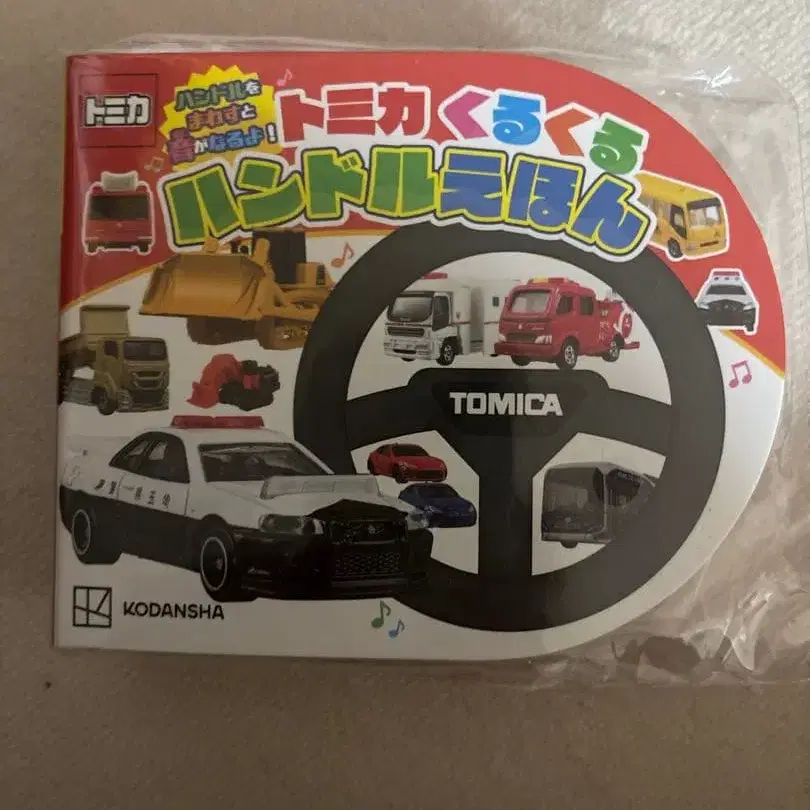 トミカ
ハンドルを
まわすと
音がなるよ!
トミカ くるくる
ハンドルえほん
TOMICA
KODANSHA